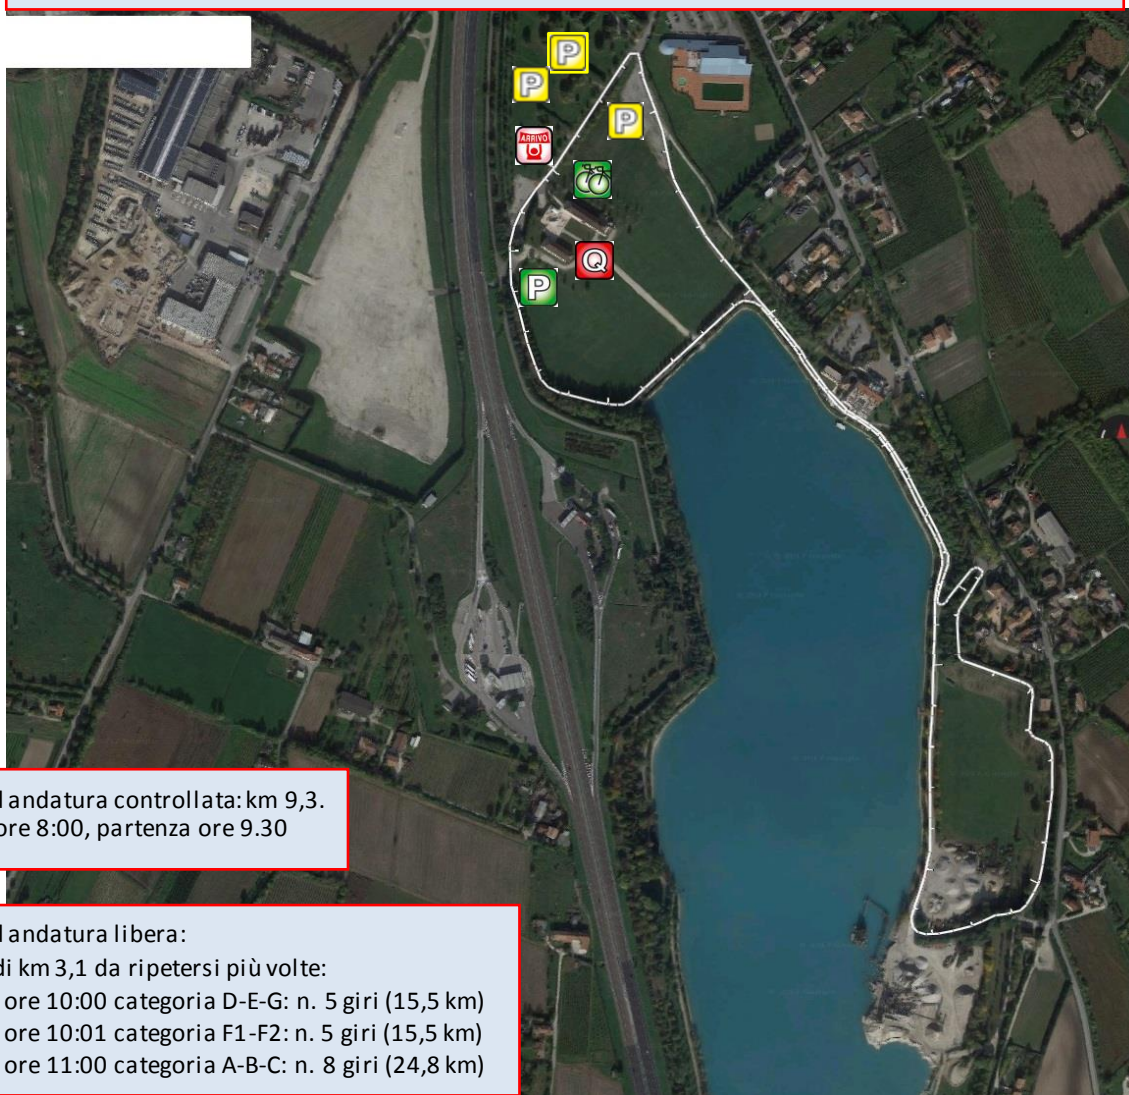 P
P
P
ARRIVO
Q
P
andatura controllata: km 9,3.
ore 8:00, partenza ore 9.30
andatura libera:
di km 3,1 da ripetersi più volte:
ore 10:00 categoria D-E-G: n. 5 giri (15,5 km)
ore 10:01 categoria F1-F2: n. 5 giri (15,5 km)
ore 11:00 categoria A-B-C: n. 8 giri (24,8 km)